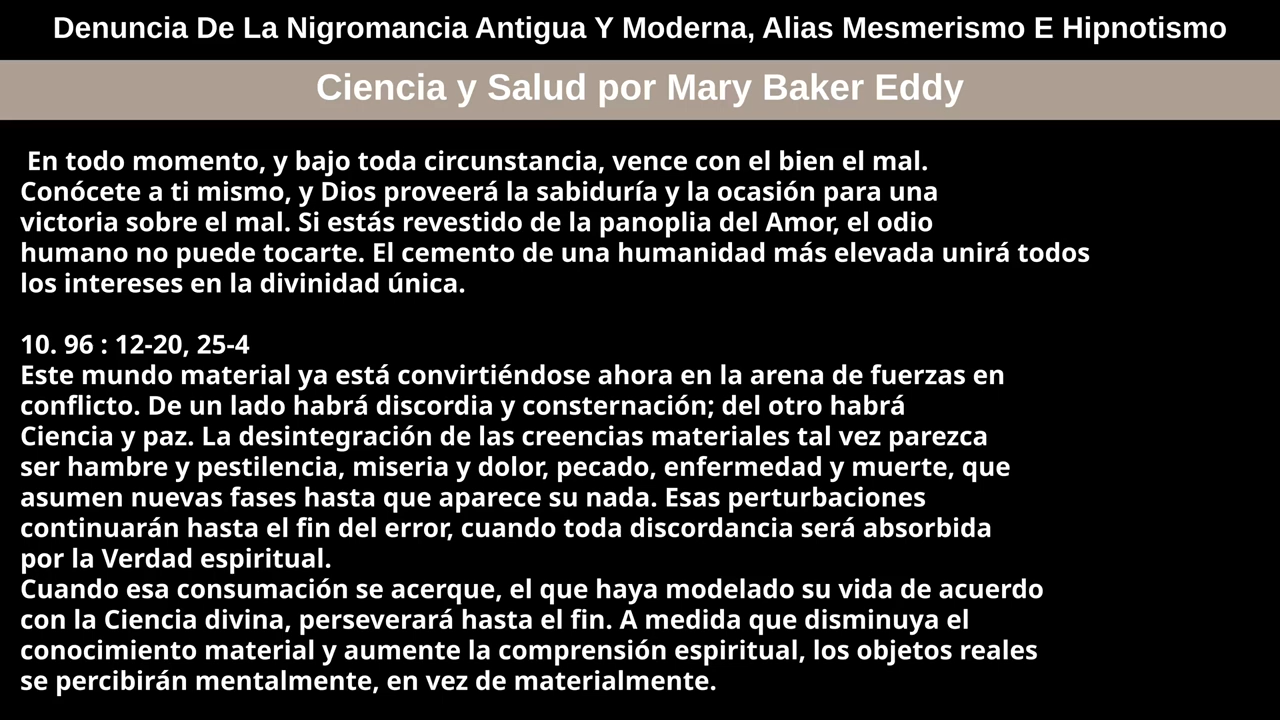 Denuncia De La Nigromancia Antigua Y Moderna, Alias Mesmerismo E Hipnotismo
Ciencia y Salud por Mary Baker Eddy
En todo momento, y bajo toda circunstancia, vence con el bien el mal.
Conócete a ti mismo, y Dios proveerá la sabiduría y la ocasión para una
victoria sobre el mal. Si estás revestido de la panoplia del Amor, el odio
humano no puede tocarte. El cemento de una humanidad más elevada unirá todos
los intereses en la divinidad única.
10. 96 : 12-20, 25-4
Este mundo material ya está convirtiéndose ahora en la arena de fuerzas en
conflicto. De un lado habrá discordia y consternación; del otro habrá
Ciencia y paz. La desintegración de las creencias materiales tal vez parezca
ser hambre y pestilencia, miseria y dolor, pecado, enfermedad y muerte, que
asumen nuevas fases hasta que aparece su nada. Esas perturbaciones
continuarán hasta el fin del error, cuando toda discordancia será absorbida
por la Verdad espiritual.
Cuando esa consumación se acerque, el que haya modelado su vida de acuerdo
con la Ciencia divina, perseverará hasta el fin. A medida que disminuya el
conocimiento material y aumente la comprensión espiritual, los objetos reales
se percibirán mentalmente, en vez de materialmente.